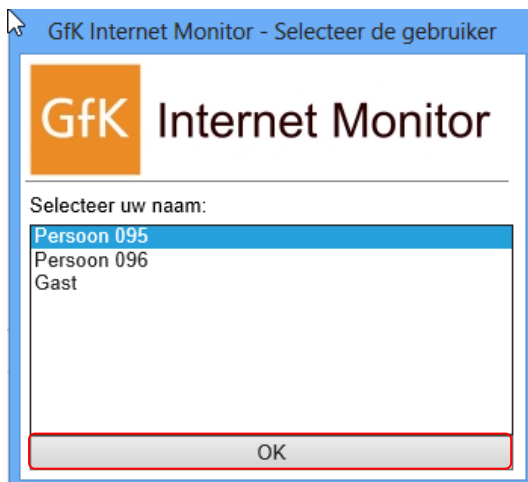 GfK Internet Monitor - Selecteer de gebruiker
GfK Internet Monitor
Selecteer uw naam:
Persoon 095
Persoon 096
Gast
OK